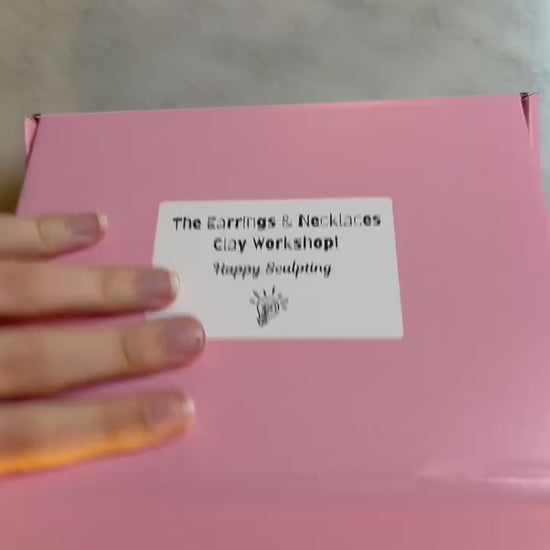 The Earrings & Necklaces
Clay Workshop!
Happy Sculpting